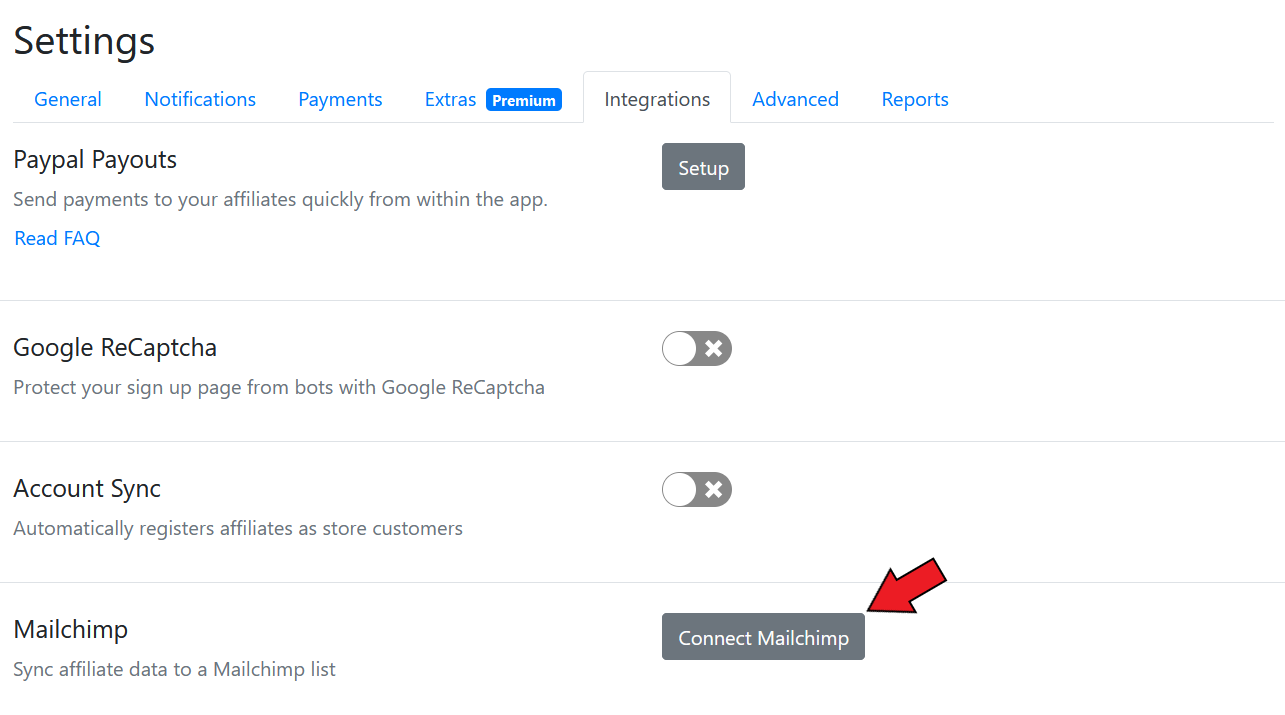 Settings
General Notifications Payments Extras Premium Integrations Advanced Reports
Paypal Payouts
Setup
Send payments to your affiliates quickly from within the app.
Read FAQ
Google ReCaptcha
Protect your sign up page from bots with Google ReCaptcha
Account Sync
Automatically registers affiliates as store customers
Mailchimp
Connect Mailchimp
Sync affiliate data to a Mailchimp list